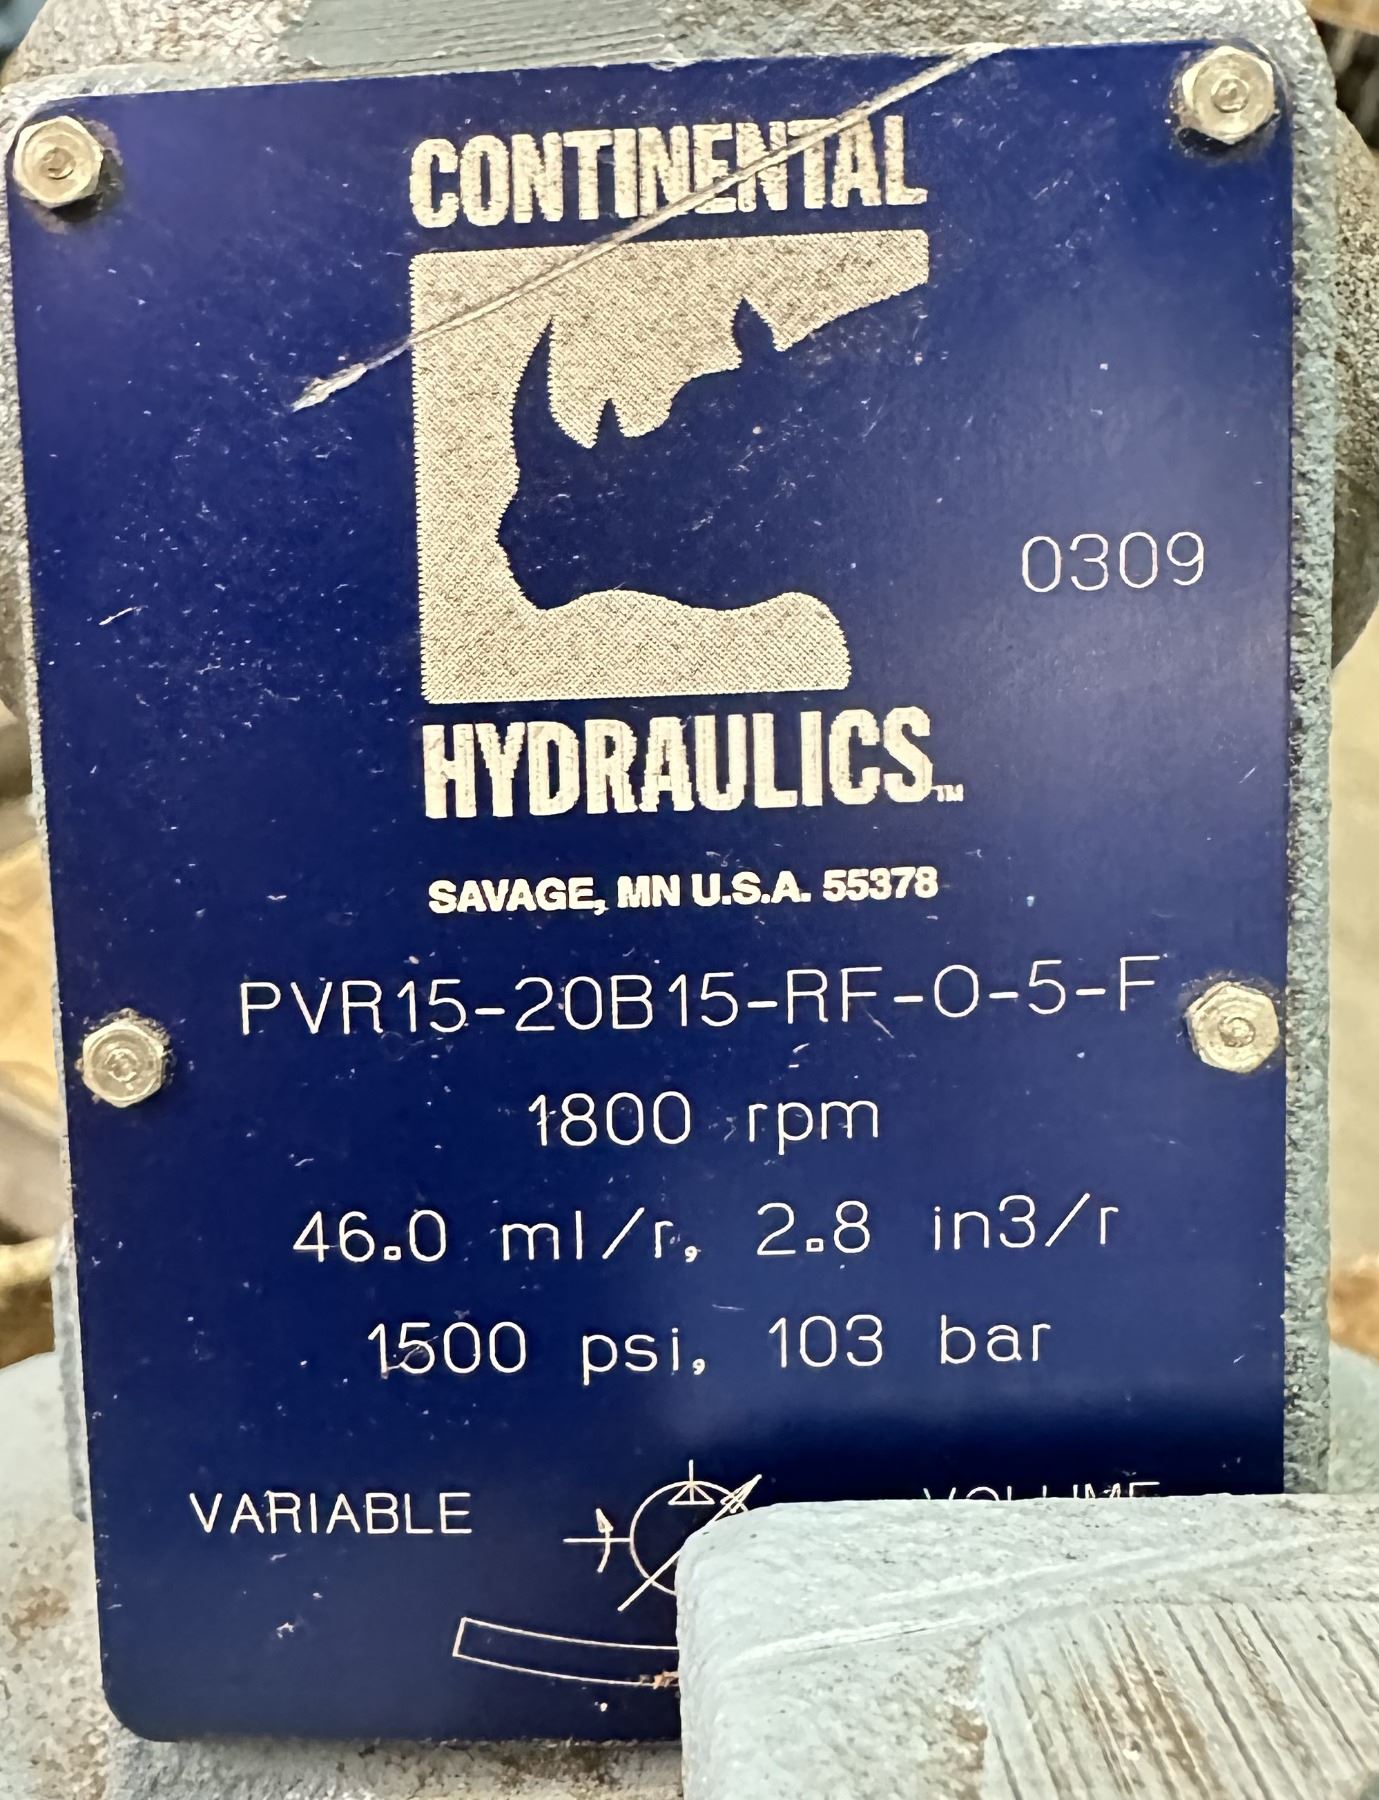 CONTINENTAL
0309
HYDRAULICS™
SAVAGE, MN U.S.A. 55378
PVR15-20B15-RF-O-5-F
1800 rpm
46.0 ml/r, 2.8 in3/r
1500 psi, 103 bar
VARIABLE VOLUME